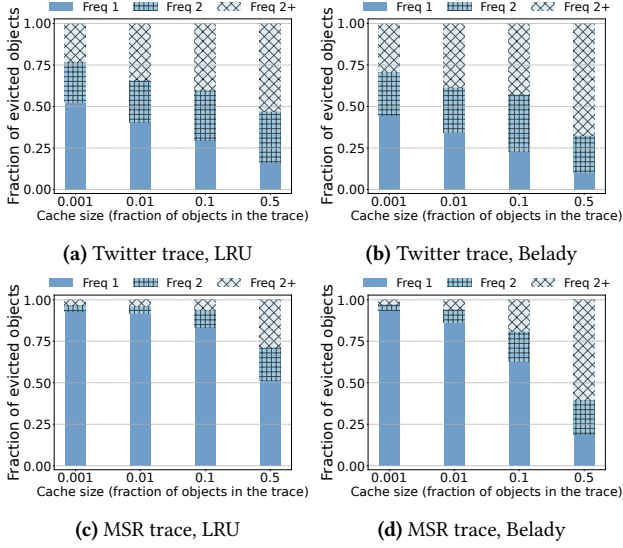 Freq 1 Freq 2 Freq 2+
Fraction of evicted objects
1.00
0.75
0.50
0.25
0.00
0.001 0.01 0.1 0.5
Cache size (fraction of objects in the trace)
(a) Twitter trace, LRU
Freq 1 Freq 2 Freq 2+
Fraction of evicted objects
1.00
0.75
0.50
0.25
0.00
0.001 0.01 0.1 0.5
Cache size (fraction of objects in the trace)
(b) Twitter trace, Belady
Freq 1 Freq 2 Freq 2+
Fraction of evicted objects
1.00
0.75
0.50
0.25
0.00
0.001 0.01 0.1 0.5
Cache size (fraction of objects in the trace)
(c) MSR trace, LRU
Freq 1 Freq 2 Freq 2+
Fraction of evicted objects
1.00
0.75
0.50
0.25
0.00
0.001 0.01 0.1 0.5
Cache size (fraction of objects in the trace)
(d) MSR trace, Belady